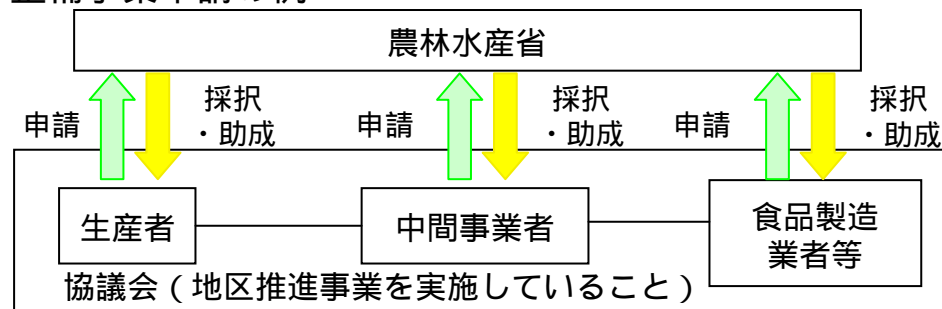 農林水産省
申請
採択
・助成
申請
採択
・助成
申請
採択
・助成
生産者
中間事業者
食品製造
業者等
協議会（地区推進事業を実施していること）